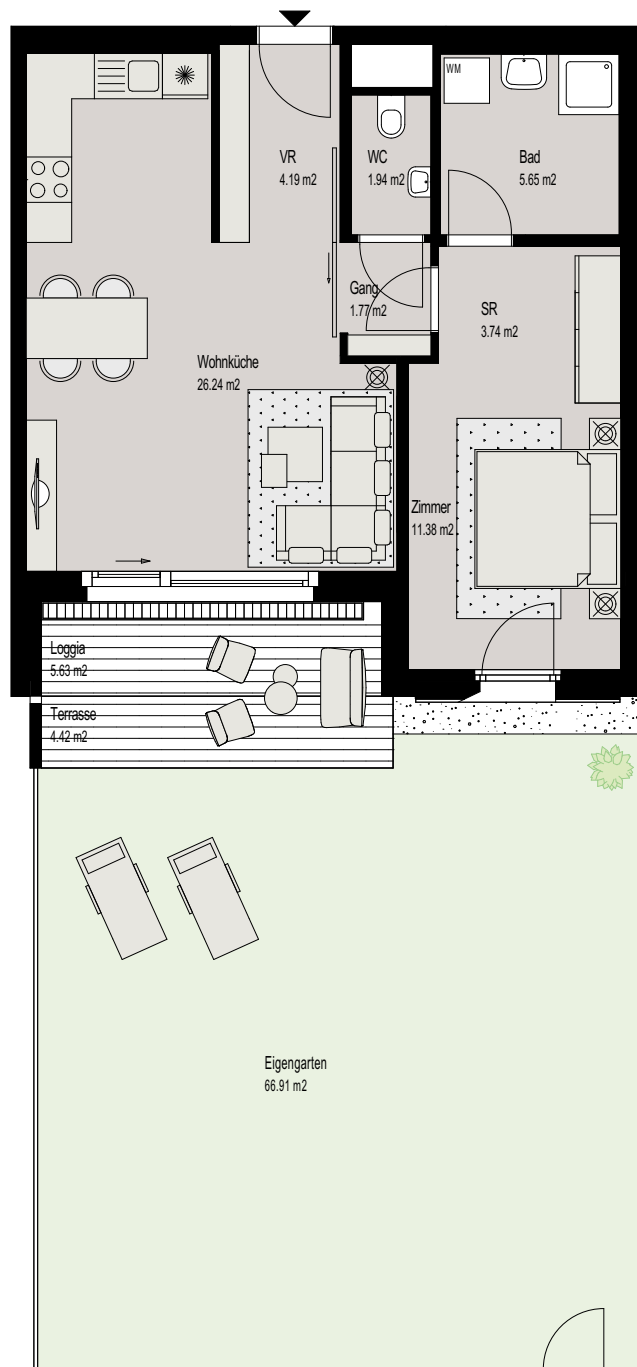 WM
VR
4.19 m2
WC
1.94 m2
Bad
5.65 m2
Gang
1.77 m2
SR
3.74 m2
Wohnküche
26.24 m2
Zimmer
11.38 m2
Loggia
5.63 m2
Terrasse
4.42 m2
Eigengarten
66.91 m2